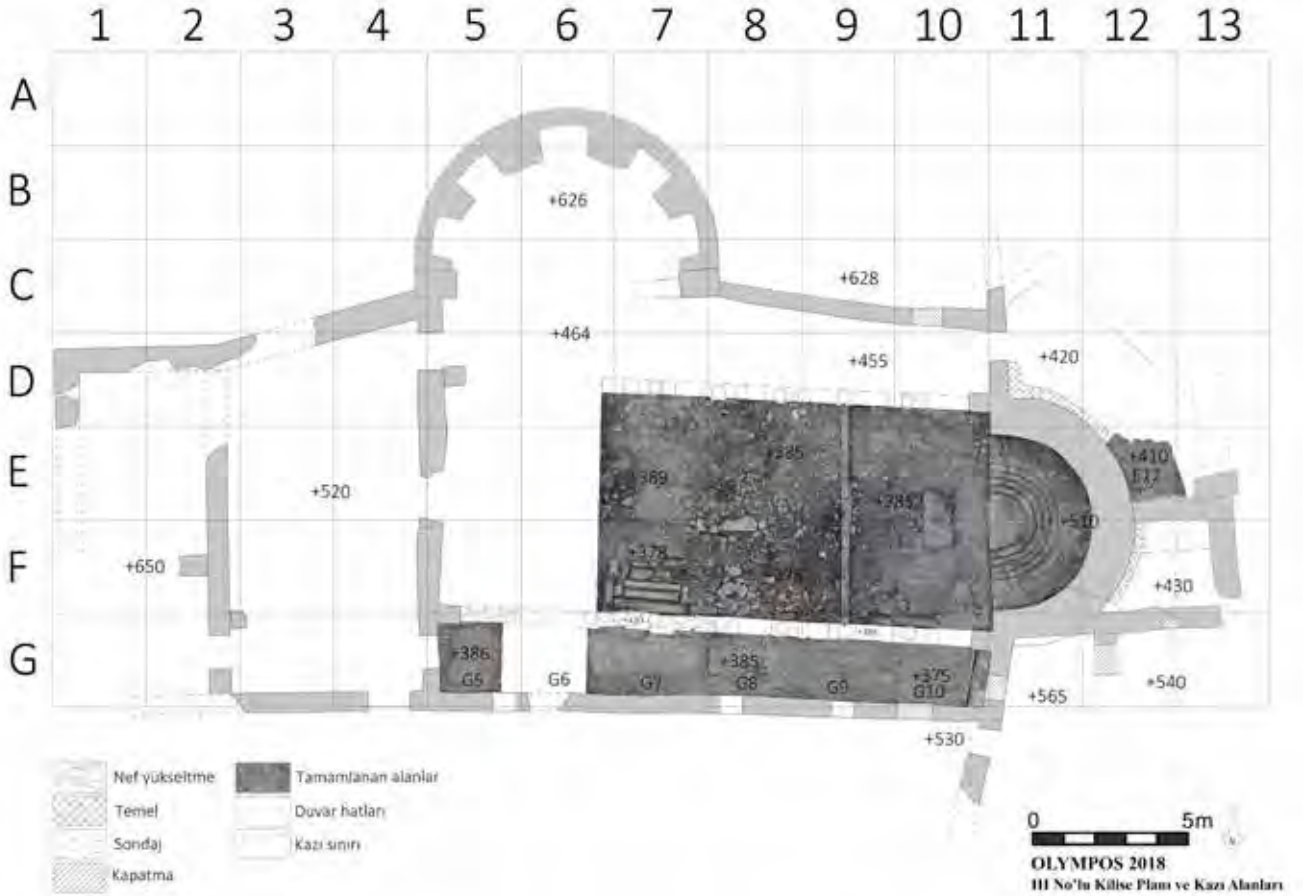 1 2 3 4 5 6 7 8 9 10 11 12 13
A
B
+626
C
+628
+464
D
+455
+420
E
+385
+410
+389
+385
+520
+510
F
+378
+650
+430
G
+386
G5
G6
G7
+385
G8
G9
+375
G10
+565
+540
+530
Nef yükseltme
Tamamlanan alanlar
Temel
Duvar hatları
Sondaj
Kazı sınırı
Kapatma
0 5m
OLYMPOS 2018
III No'lu Kilise Planı ve Kazı Alanları